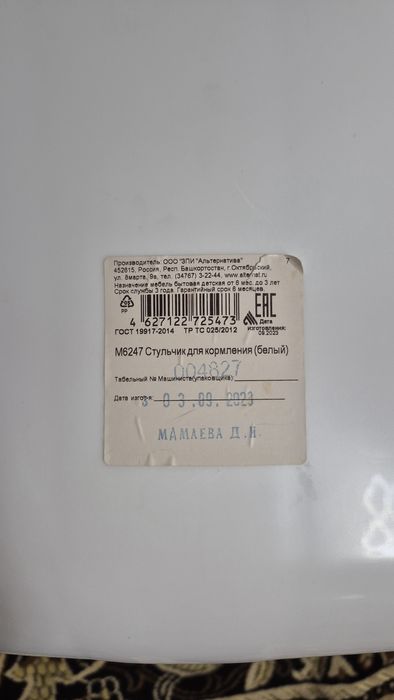 Производитель: ООО "ЗПИ "Альтернатива" 7
452615, Россия, Респ. Башкортостан, г.Октябрьский,
ул. 8марта, 9а, тел. (34767) 3-22-44, www.alternat.ru
Назначение мебель бытовая детская от 6 мес. до 3 лет
Срок службы 3 года. Гарантийный срок 6 месяцев.
EAC
PP
4 627122 725473
Дата
изготовления:
09.2023
ГОСТ 19917-2014 ТР ТС 025/2012
М6247 Стульчик для кормления (белый)
004827
Табельный № Машиниста(упаковщика)
Дата изгот-я: 03.09.2023
МАМАЕВА Д.И.